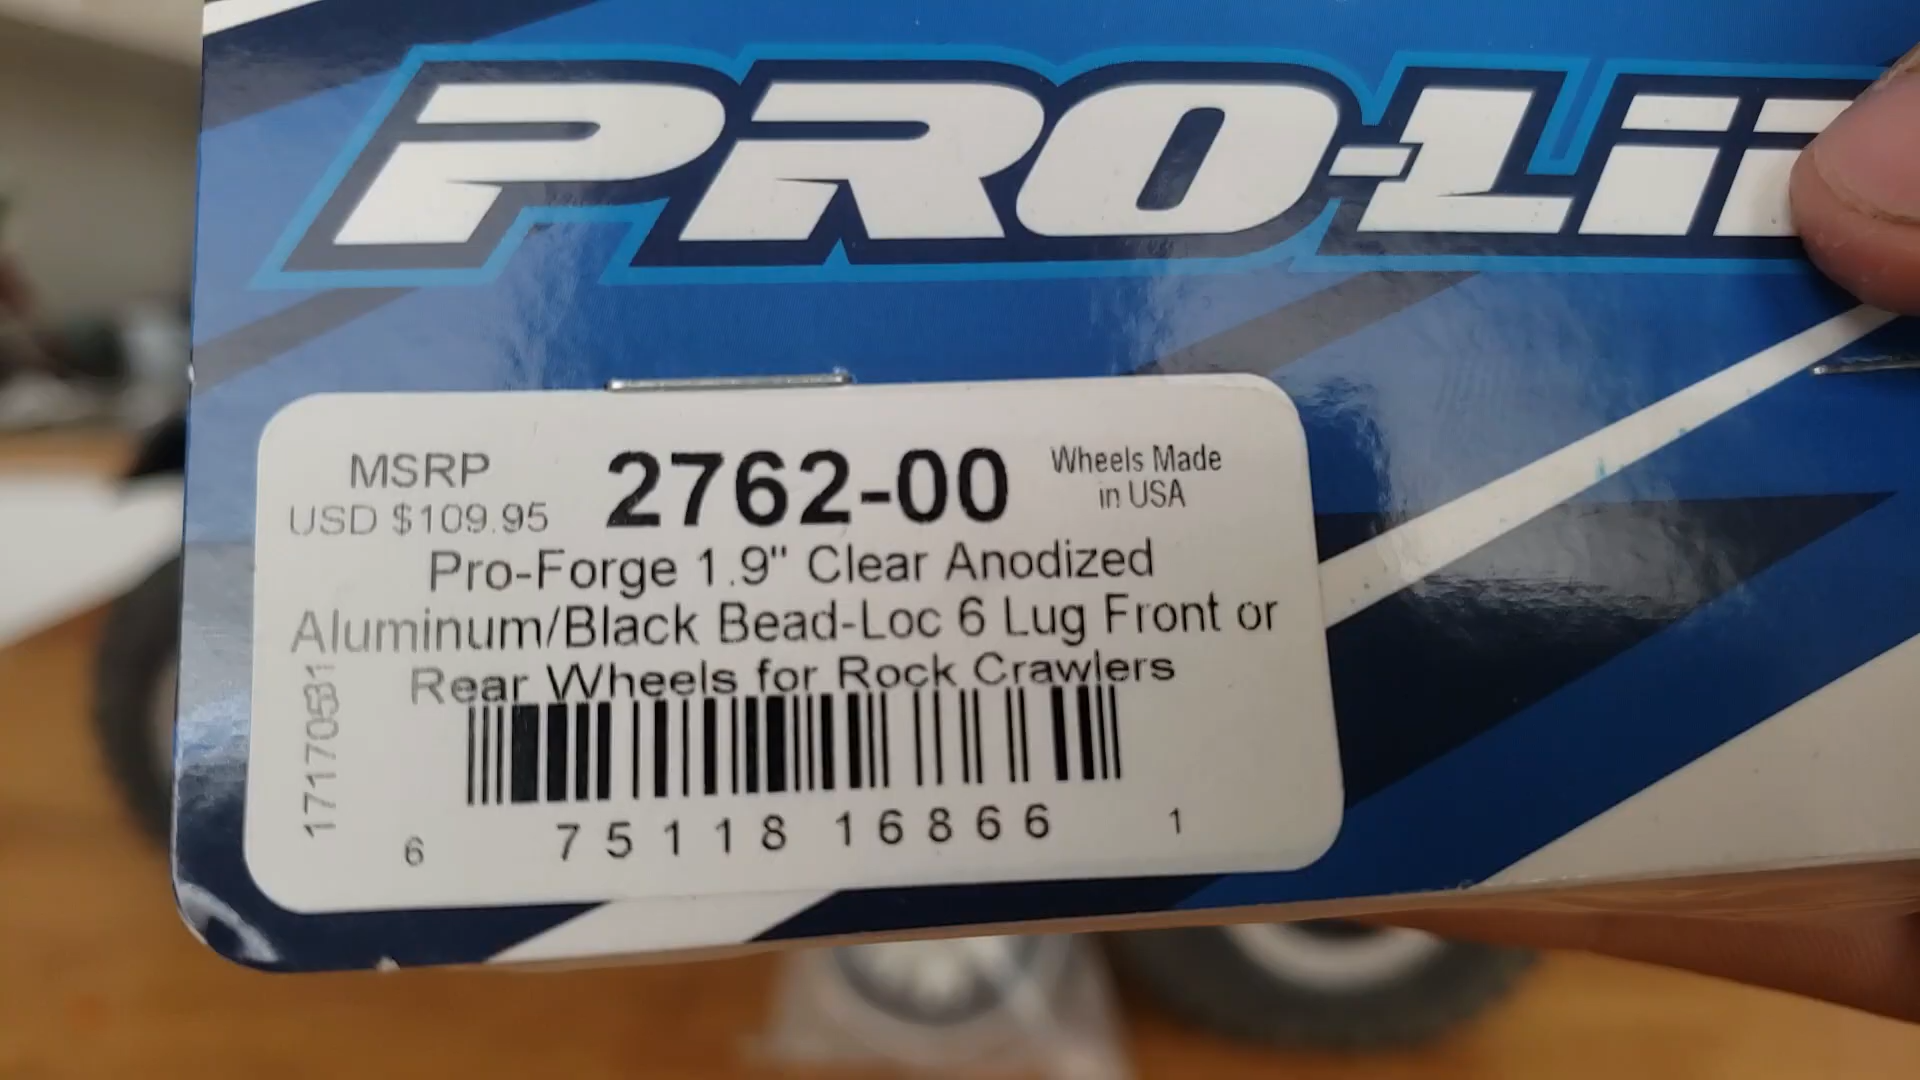 PRO-Li
MSRP
USD $109.95
2762-00
Wheels Made
in USA
Pro-Forge 1.9" Clear Anodized
Aluminum/Black Bead-Loc 6 Lug Front or
Rear Wheels for Rock Crawlers
6 75118 16866 1